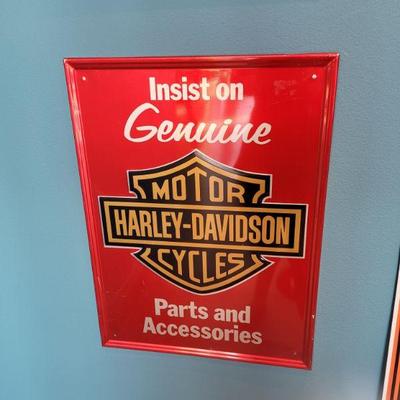 Insist on
Genuine
MOTOR
HARLEY-DAVIDSON
CYCLES
Parts and
Accessories